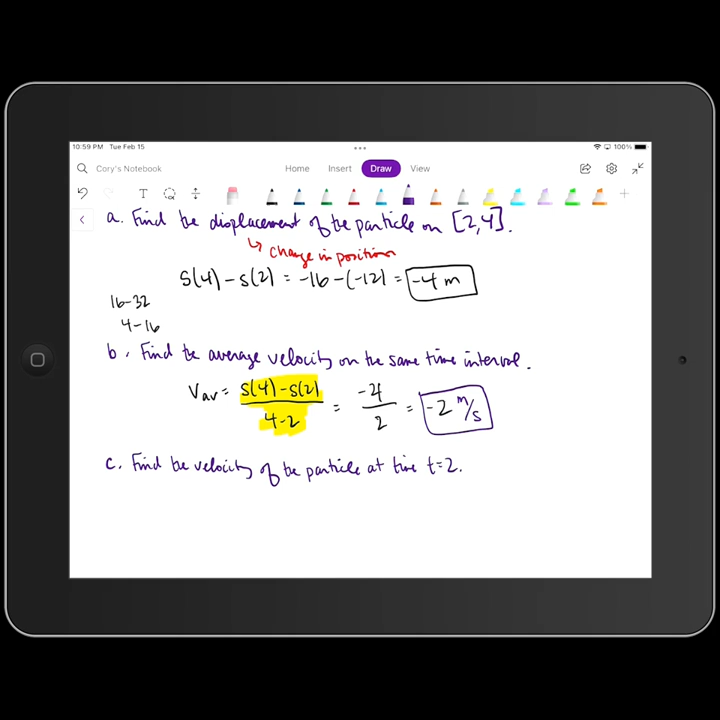 10:59 PM Tue Feb 15
100%
Cory's Notebook
Home Insert Draw View
a. Find the displacement of the particle on [2,4].
↳ change in position
s(4)-s(2) = -16-(-12) = -4 m
16-32
4-16
b. Find the average velocity on the same time interval.
Vav = s(4)-s(2) / 4-2 = -4 / 2 = -2 m/s
c. Find the velocity of the particle at time t=2.